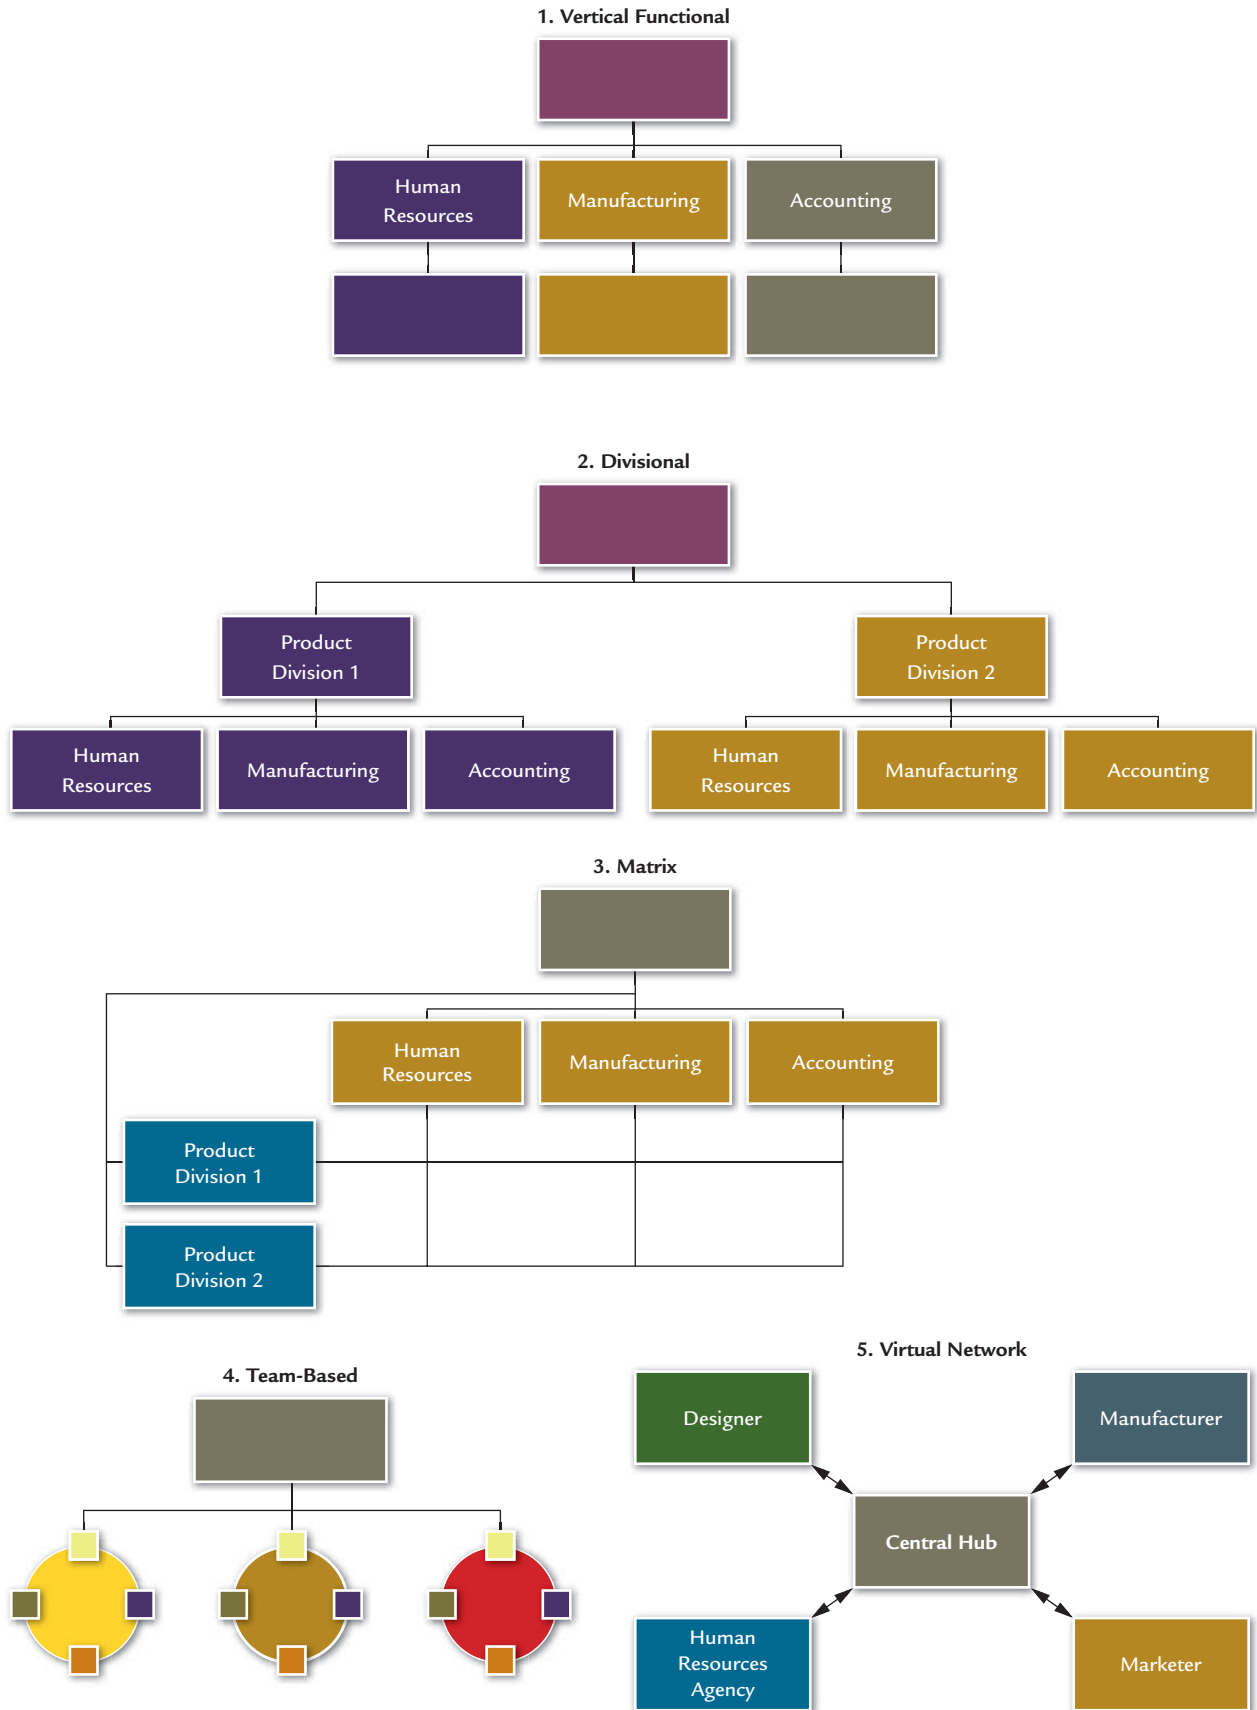 1. Vertical Functional
Human
Resources
Manufacturing
Accounting
2. Divisional
Product
Division 1
Product
Division 2
Human
Resources
Manufacturing
Accounting
Human
Resources
Manufacturing
Accounting
3. Matrix
Human
Resources
Manufacturing
Accounting
Product
Division 1
Product
Division 2
4. Team-Based
5. Virtual Network
Designer
Manufacturer
Central Hub
Human
Resources
Agency
Marketer